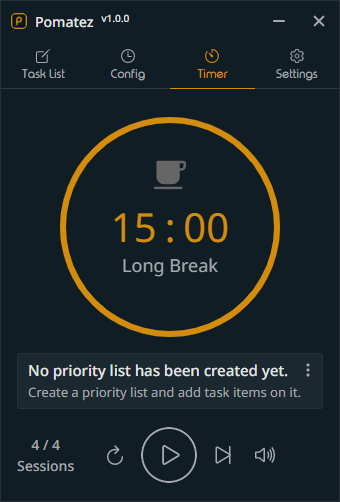 Pomatez v1.0.0
Task List
Config
Timer
Settings
15 : 00
Long Break
No priority list has been created yet.
Create a priority list and add task items on it.
4 / 4
Sessions